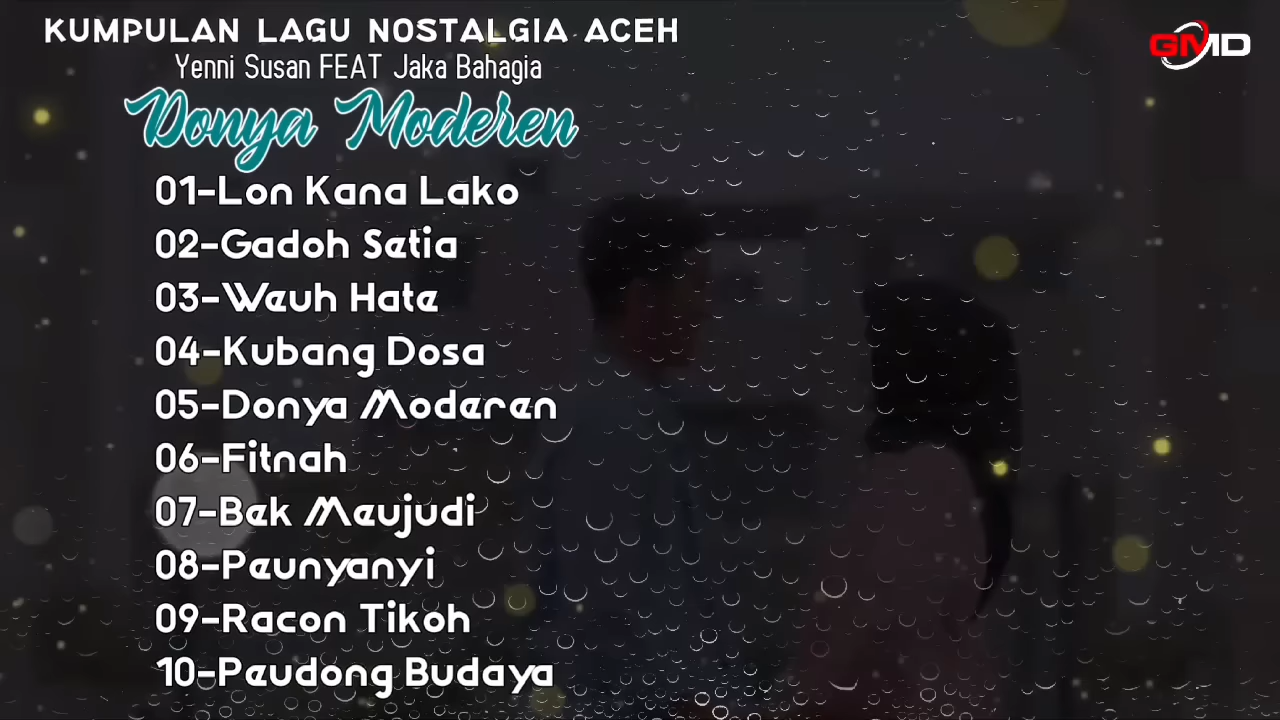 KUMPULAN LAGU NOSTALGIA ACEH
GMD
Yenni Susan FEAT Jaka Bahagia
Donya Moderen
01-Lon Kana Lako
02-Gadoh Setia
03-Weuh Hate
04-Kubang Dosa
05-Donya Moderen
06-Fitnah
07-Bek Meujudi
08-Peunyanyi
09-Racon Tikoh
10-Peudong Budaya